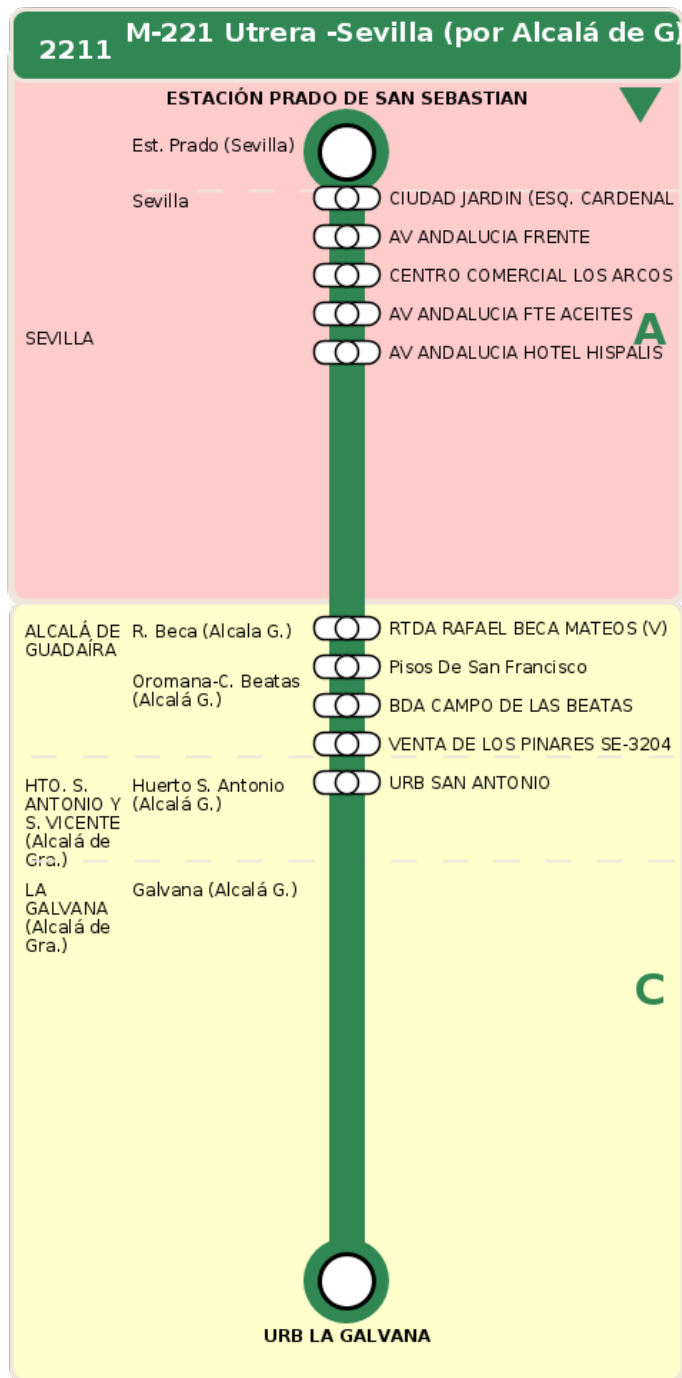 2211
M-221 Utrera -Sevilla (por Alcalá de G)
ESTACIÓN PRADO DE SAN SEBASTIAN
Est. Prado (Sevilla)
Sevilla
CIUDAD JARDIN (ESQ. CARDENAL
AV ANDALUCIA FRENTE
CENTRO COMERCIAL LOS ARCOS
AV ANDALUCIA FTE ACEITES
A
SEVILLA
AV ANDALUCIA HOTEL HISPALIS
ALCALÁ DE
GUADAÍRA
R. Beca (Alcala G.)
RTDA RAFAEL BECA MATEOS (V)
Oromana-C. Beatas
(Alcalá G.)
Pisos De San Francisco
BDA CAMPO DE LAS BEATAS
VENTA DE LOS PINARES SE-3204
HTO. S.
ANTONIO Y
S. VICENTE
(Alcalá de
Gra.)
Huerto S. Antonio
(Alcalá G.)
URB SAN ANTONIO
LA
GALVANA
(Alcalá de
Gra.)
Galvana (Alcalá G.)
C
URB LA GALVANA